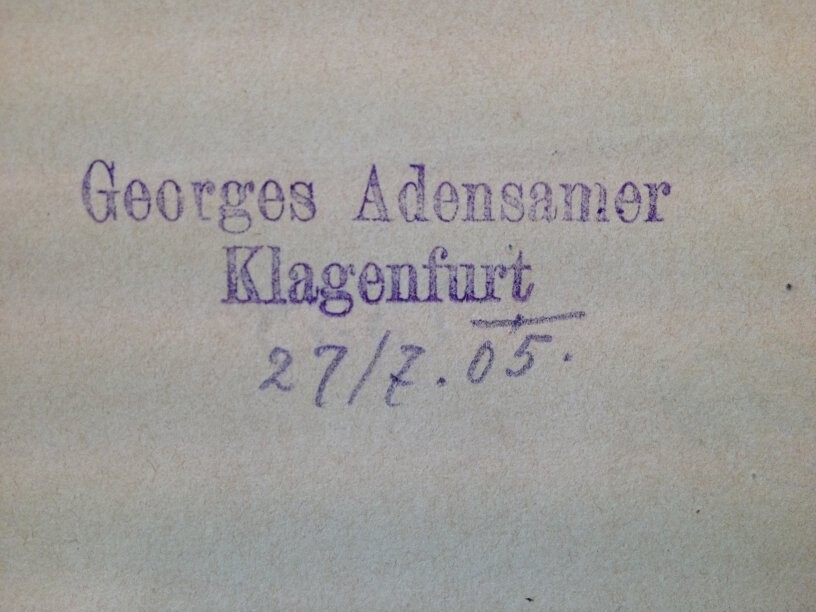 Georges Adensamer
Klagenfurt
27/7.05.